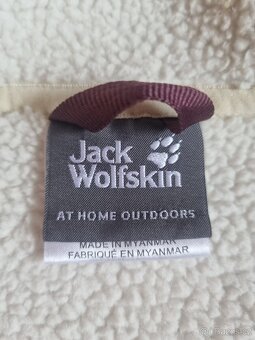 Jack
Wolfskin
AT HOME OUTDOORS
MADE IN MYANMAR
FABRIQUÉ EN MYANMAR